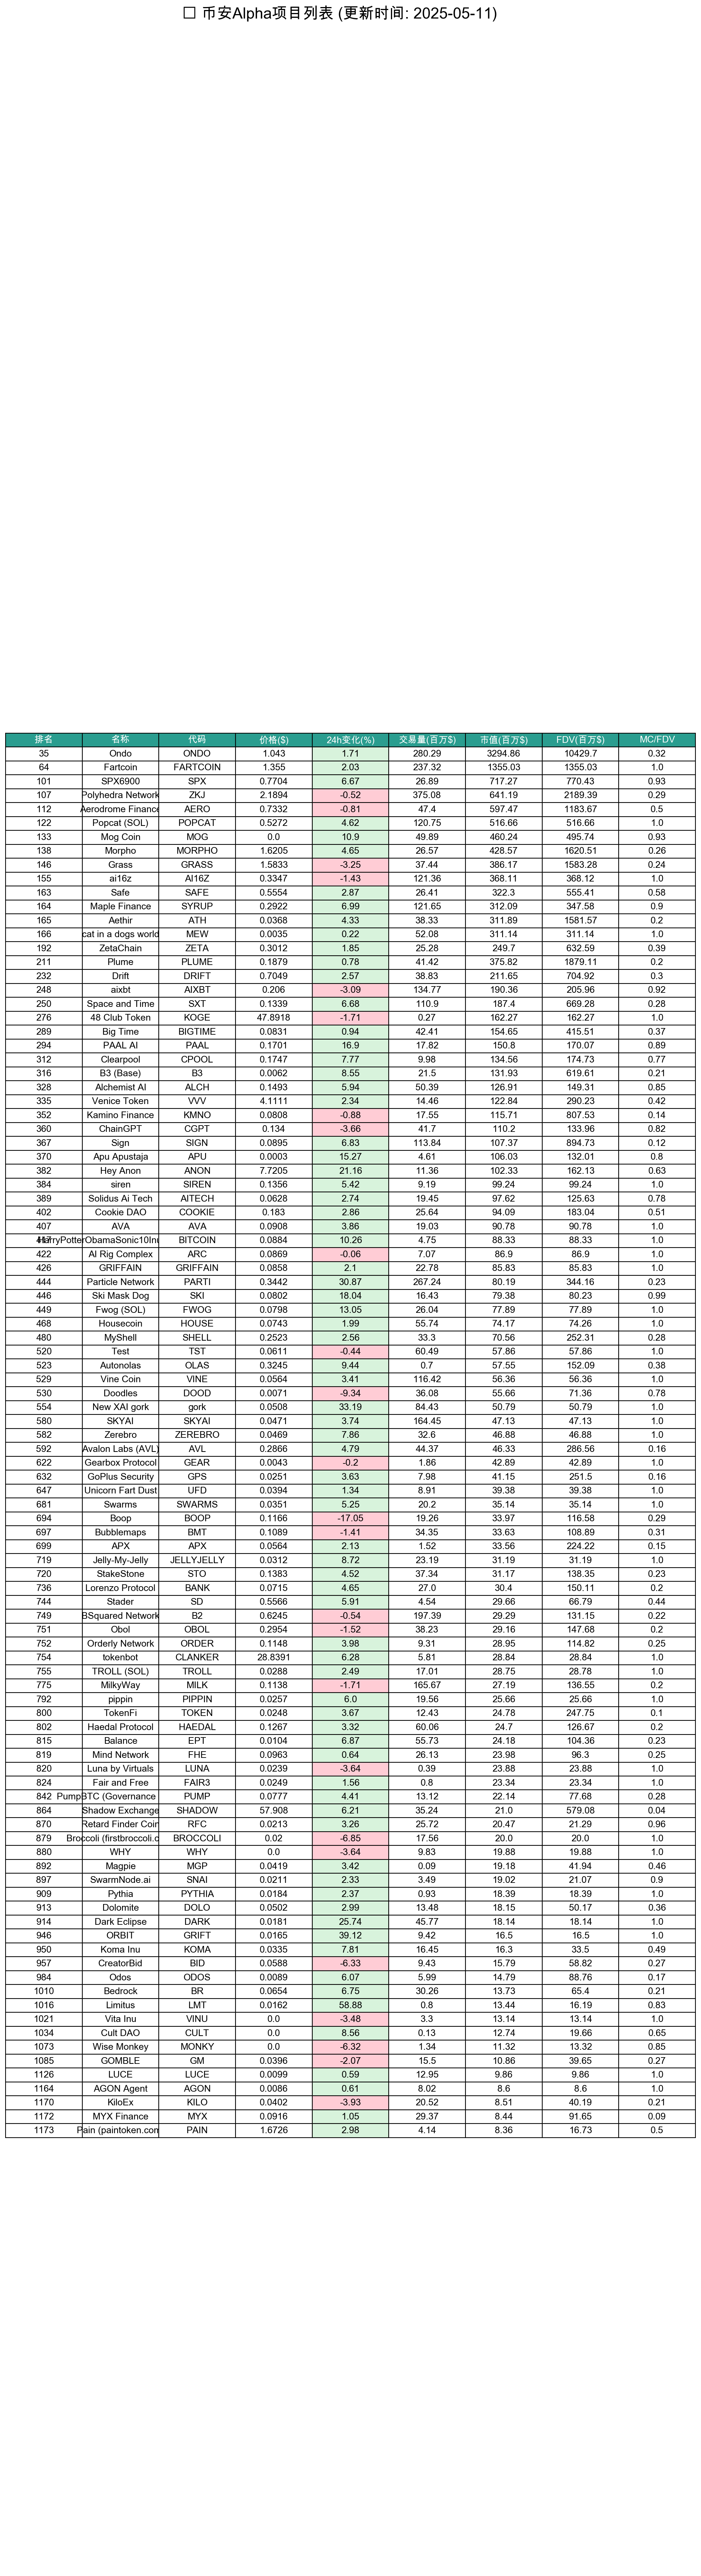 □ 币安Alpha项目列表 (更新时间: 2025-05-11)
排名 名称 代码 价格($) 24h变化(%) 交易量(百万$) 市值(百万$) FDV(百万$) MC/FDV
35 Ondo ONDO 1.043 1.71 280.29 3294.86 10429.7 0.32
64 Fartcoin FARTCOIN 1.355 2.03 237.32 1355.03 1355.03 1.0
101 SPX6900 SPX 0.7704 6.67 26.89 717.27 770.43 0.93
107 Polyhedra Network ZKJ 2.1894 -0.52 375.08 641.19 2189.39 0.29
112 Aerodrome Finance AERO 0.7332 -0.81 47.4 597.47 1183.67 0.5
122 Popcat (SOL) POPCAT 0.5272 4.62 120.75 516.66 516.66 1.0
133 Mog Coin MOG 0.0 10.9 49.89 460.24 495.74 0.93
138 Morpho MORPHO 1.6205 4.65 26.57 428.57 1620.51 0.26
146 Grass GRASS 1.5833 -3.25 37.44 386.17 1583.28 0.24
155 ai16z AI16Z 0.3347 -1.43 121.36 368.11 368.12 1.0
163 Safe SAFE 0.5554 2.87 26.41 322.3 555.41 0.58
164 Maple Finance SYRUP 0.2922 6.99 121.65 312.09 347.58 0.9
165 Aethir ATH 0.0368 4.33 38.33 311.89 1581.57 0.2
166 cat in a dogs world MEW 0.0035 0.22 52.08 311.14 311.14 1.0
192 ZetaChain ZETA 0.3012 1.85 25.28 249.7 632.59 0.39
211 Plume PLUME 0.1879 0.78 41.42 375.82 1879.11 0.2
232 Drift DRIFT 0.7049 2.57 38.83 211.65 704.92 0.3
248 aixbt AIXBT 0.206 -3.09 134.77 190.36 205.96 0.92
250 Space and Time SXT 0.1339 6.68 110.9 187.4 669.28 0.28
276 48 Club Token KOGE 47.8918 -1.71 0.27 162.27 162.27 1.0
289 Big Time BIGTIME 0.0831 0.94 42.41 154.65 415.51 0.37
294 PAAL AI PAAL 0.1701 16.9 17.82 150.8 170.07 0.89
312 Clearpool CPOOL 0.1747 7.77 9.98 134.56 174.73 0.77
316 B3 (Base) B3 0.0062 8.55 21.5 131.93 619.61 0.21
328 Alchemist AI ALCH 0.1493 5.94 50.39 126.91 149.31 0.85
335 Venice Token VVV 4.1111 2.34 14.46 122.84 290.23 0.42
352 Kamino Finance KMNO 0.0808 -0.88 17.55 115.71 807.53 0.14
360 ChainGPT CGPT 0.134 -3.66 41.7 110.2 133.96 0.82
367 Sign SIGN 0.0895 6.83 113.84 107.37 894.73 0.12
370 Apu Apustaja APU 0.0003 15.27 4.61 106.03 132.01 0.8
382 Hey Anon ANON 7.7205 21.16 11.36 102.33 162.13 0.63
384 siren SIREN 0.1356 5.42 9.19 99.24 99.24 1.0
389 Solidus Ai Tech AITECH 0.0628 2.74 19.45 97.62 125.63 0.78
402 Cookie DAO COOKIE 0.183 2.86 25.64 94.09 183.04 0.51
407 AVA AVA 0.0908 3.86 19.03 90.78 90.78 1.0
HarryPotterObamaSonic10In BITCOIN 0.0884 10.26 4.75 88.33 88.33 1.0
422 AI Rig Complex ARC 0.0869 -0.06 7.07 86.9 86.9 1.0
426 GRIFFAIN GRIFFAIN 0.0858 2.1 22.78 85.83 85.83 1.0
444 Particle Network PARTI 0.3442 30.87 267.24 80.19 344.16 0.23
446 Ski Mask Dog SKI 0.0802 18.04 16.43 79.38 80.23 0.99
449 Fwog (SOL) FWOG 0.0798 13.05 26.04 77.89 77.89 1.0
468 Housecoin HOUSE 0.0743 1.99 55.74 74.17 74.26 1.0
480 MyShell SHELL 0.2523 2.56 33.3 70.56 252.31 0.28
520 Test TST 0.0611 -0.44 60.49 57.86 57.86 1.0
523 Autonolas OLAS 0.3245 9.44 0.7 57.55 152.09 0.38
529 Vine Coin VINE 0.0564 3.41 116.42 56.36 56.36 1.0
530 Doodles DOOD 0.0071 -9.34 36.08 55.66 71.36 0.78
554 New XAI gork gork 0.0508 33.19 84.43 50.79 50.79 1.0
580 SKYAI SKYAI 0.0471 3.74 164.45 47.13 47.13 1.0
582 Zerebro ZEREBRO 0.0469 7.86 32.6 46.88 46.88 1.0
592 Avalon Labs (AVL) AVL 0.2866 4.79 44.37 46.33 286.56 0.16
622 Gearbox Protocol GEAR 0.0043 -0.2 1.86 42.89 42.89 1.0
632 GoPlus Security GPS 0.0251 3.63 7.98 41.15 251.5 0.16
647 Unicorn Fart Dust UFD 0.0394 1.34 8.91 39.38 39.38 1.0
681 Swarms SWARMS 0.0351 5.25 20.2 35.14 35.14 1.0
694 Boop BOOP 0.1166 -17.05 19.26 33.97 116.58 0.29
697 Bubblemaps BMT 0.1089 -1.41 34.35 33.63 108.89 0.31
699 APX APX 0.0564 2.13 1.52 33.56 224.22 0.15
719 Jelly-My-Jelly JELLYJELLY 0.0312 8.72 23.19 31.19 31.19 1.0
720 StakeStone STO 0.1383 4.52 37.34 31.17 138.35 0.23
736 Lorenzo Protocol BANK 0.0715 4.65 27.0 30.4 150.11 0.2
744 Stader SD 0.5566 5.91 4.54 29.66 66.79 0.44
749 BSquared Network B2 0.6245 -0.54 197.39 29.29 131.15 0.22
751 Obol OBOL 0.2954 -1.52 38.23 29.16 147.68 0.2
752 Orderly Network ORDER 0.1148 3.98 9.31 28.95 114.82 0.25
754 tokenbot CLANKER 28.8391 6.28 5.81 28.84 28.84 1.0
755 TROLL (SOL) TROLL 0.0288 2.49 17.01 28.75 28.78 1.0
775 MilkyWay MILK 0.1138 -1.71 165.67 27.19 136.55 0.2
792 pippin PIPPIN 0.0257 6.0 19.56 25.66 25.66 1.0
800 TokenFi TOKEN 0.0248 3.67 12.43 24.78 247.75 0.1
802 Haedal Protocol HAEDAL 0.1267 3.32 60.06 24.7 126.67 0.2
815 Balance EPT 0.0104 6.87 55.73 24.18 104.36 0.23
819 Mind Network FHE 0.0963 0.64 26.13 23.98 96.3 0.25
820 Luna by Virtuals LUNA 0.0239 -3.64 0.39 23.88 23.88 1.0
824 Fair and Free FAIR3 0.0249 1.56 0.8 23.34 23.34 1.0
842 PumpBTC (Governance PUMP 0.0777 4.41 13.12 22.14 77.68 0.28
864 Shadow Exchange SHADOW 57.908 6.21 35.24 21.0 579.08 0.04
870 Retard Finder Coin RFC 0.0213 3.26 25.72 20.47 21.29 0.96
879 Broccoli (firstbroccoli.c BROCCOLI 0.02 -6.85 17.56 20.0 20.0 1.0
880 WHY WHY 0.0 -3.64 9.83 19.88 19.88 1.0
892 Magpie MGP 0.0419 3.42 0.09 19.18 41.94 0.46
897 SwarmNode.ai SNAI 0.0211 2.33 3.49 19.02 21.07 0.9
909 Pythia PYTHIA 0.0184 2.37 0.93 18.39 18.39 1.0
913 Dolomite DOLO 0.0502 2.99 13.48 18.15 50.17 0.36
914 Dark Eclipse DARK 0.0181 25.74 45.77 18.14 18.14 1.0
946 ORBIT GRIFT 0.0165 39.12 9.42 16.5 16.5 1.0
950 Koma Inu KOMA 0.0335 7.81 16.45 16.3 33.5 0.49
957 CreatorBid BID 0.0588 -6.33 9.43 15.79 58.82 0.27
984 Odos ODOS 0.0089 6.07 5.99 14.79 88.76 0.17
1010 Bedrock BR 0.0654 6.75 30.26 13.73 65.4 0.21
1016 Limitus LMT 0.0162 58.88 0.8 13.44 16.19 0.83
1021 Vita Inu VINU 0.0 -3.48 3.3 13.14 13.14 1.0
1034 Cult DAO CULT 0.0 8.56 0.13 12.74 19.66 0.65
1073 Wise Monkey MONKY 0.0 -6.32 1.34 11.32 13.32 0.85
1085 GOMBLE GM 0.0396 -2.07 15.5 10.86 39.65 0.27
1126 LUCE LUCE 0.0099 0.59 12.95 9.86 9.86 1.0
1164 AGON Agent AGON 0.0086 0.61 8.02 8.6 8.6 1.0
1170 KiloEx KILO 0.0402 -3.93 20.52 8.51 40.19 0.21
1172 MYX Finance MYX 0.0916 1.05 29.37 8.44 91.65 0.09
1173 Pain (paintoken.com PAIN 1.6726 2.98 4.14 8.36 16.73 0.5